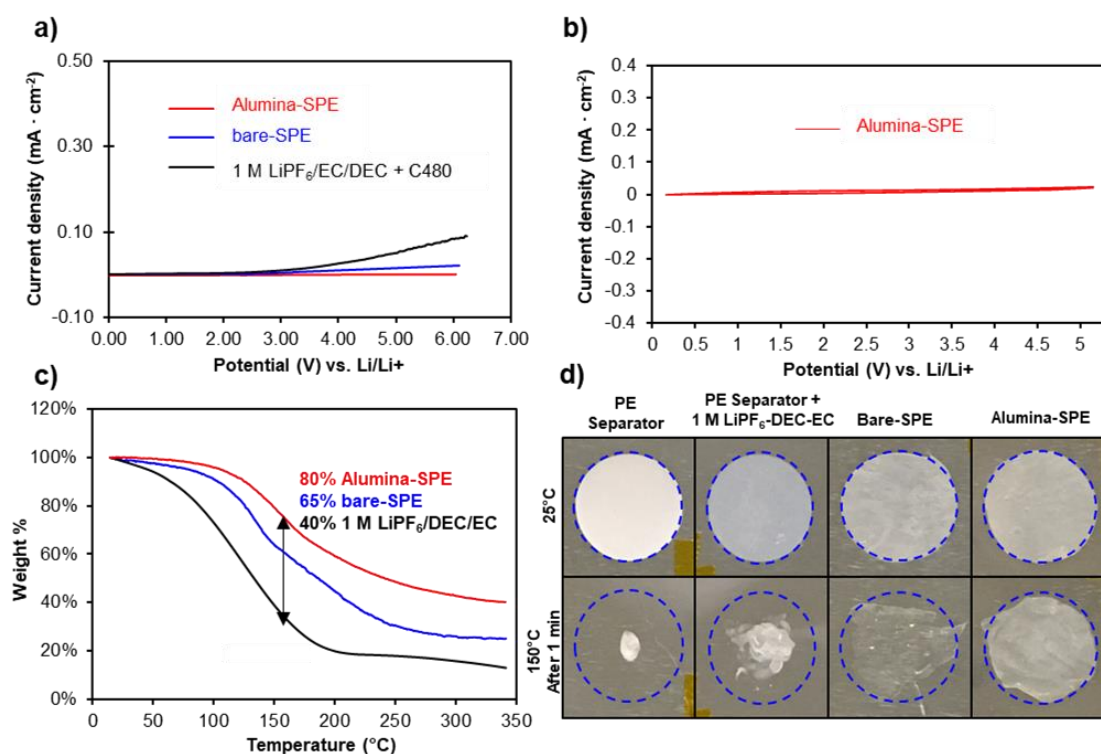 a)
0.50
0.30
0.10
-0.10
Current density (mA · cm⁻²)
Alumina-SPE
bare-SPE
1 M LiPF₆/EC/DEC + C480
0.00 1.00 2.00 3.00 4.00 5.00 6.00 7.00
Potential (V) vs. Li/Li+
b)
0.4
0.3
0.2
0.1
0
-0.1
-0.2
-0.3
-0.4
Current density (mA · cm⁻²)
Alumina-SPE
0 0.5 1 1.5 2 2.5 3 3.5 4 4.5 5
Potential (V) vs. Li/Li+
c)
120%
100%
80%
60%
40%
20%
0%
Weight %
80% Alumina-SPE
65% bare-SPE
40% 1 M LiPF₆/DEC/EC
0 50 100 150 200 250 300 350
Temperature (°C)
d)
PE
Separator
PE Separator +
1 M LiPF₆-DEC-EC
Bare-SPE
Alumina-SPE
25°C
150°C
After 1 min